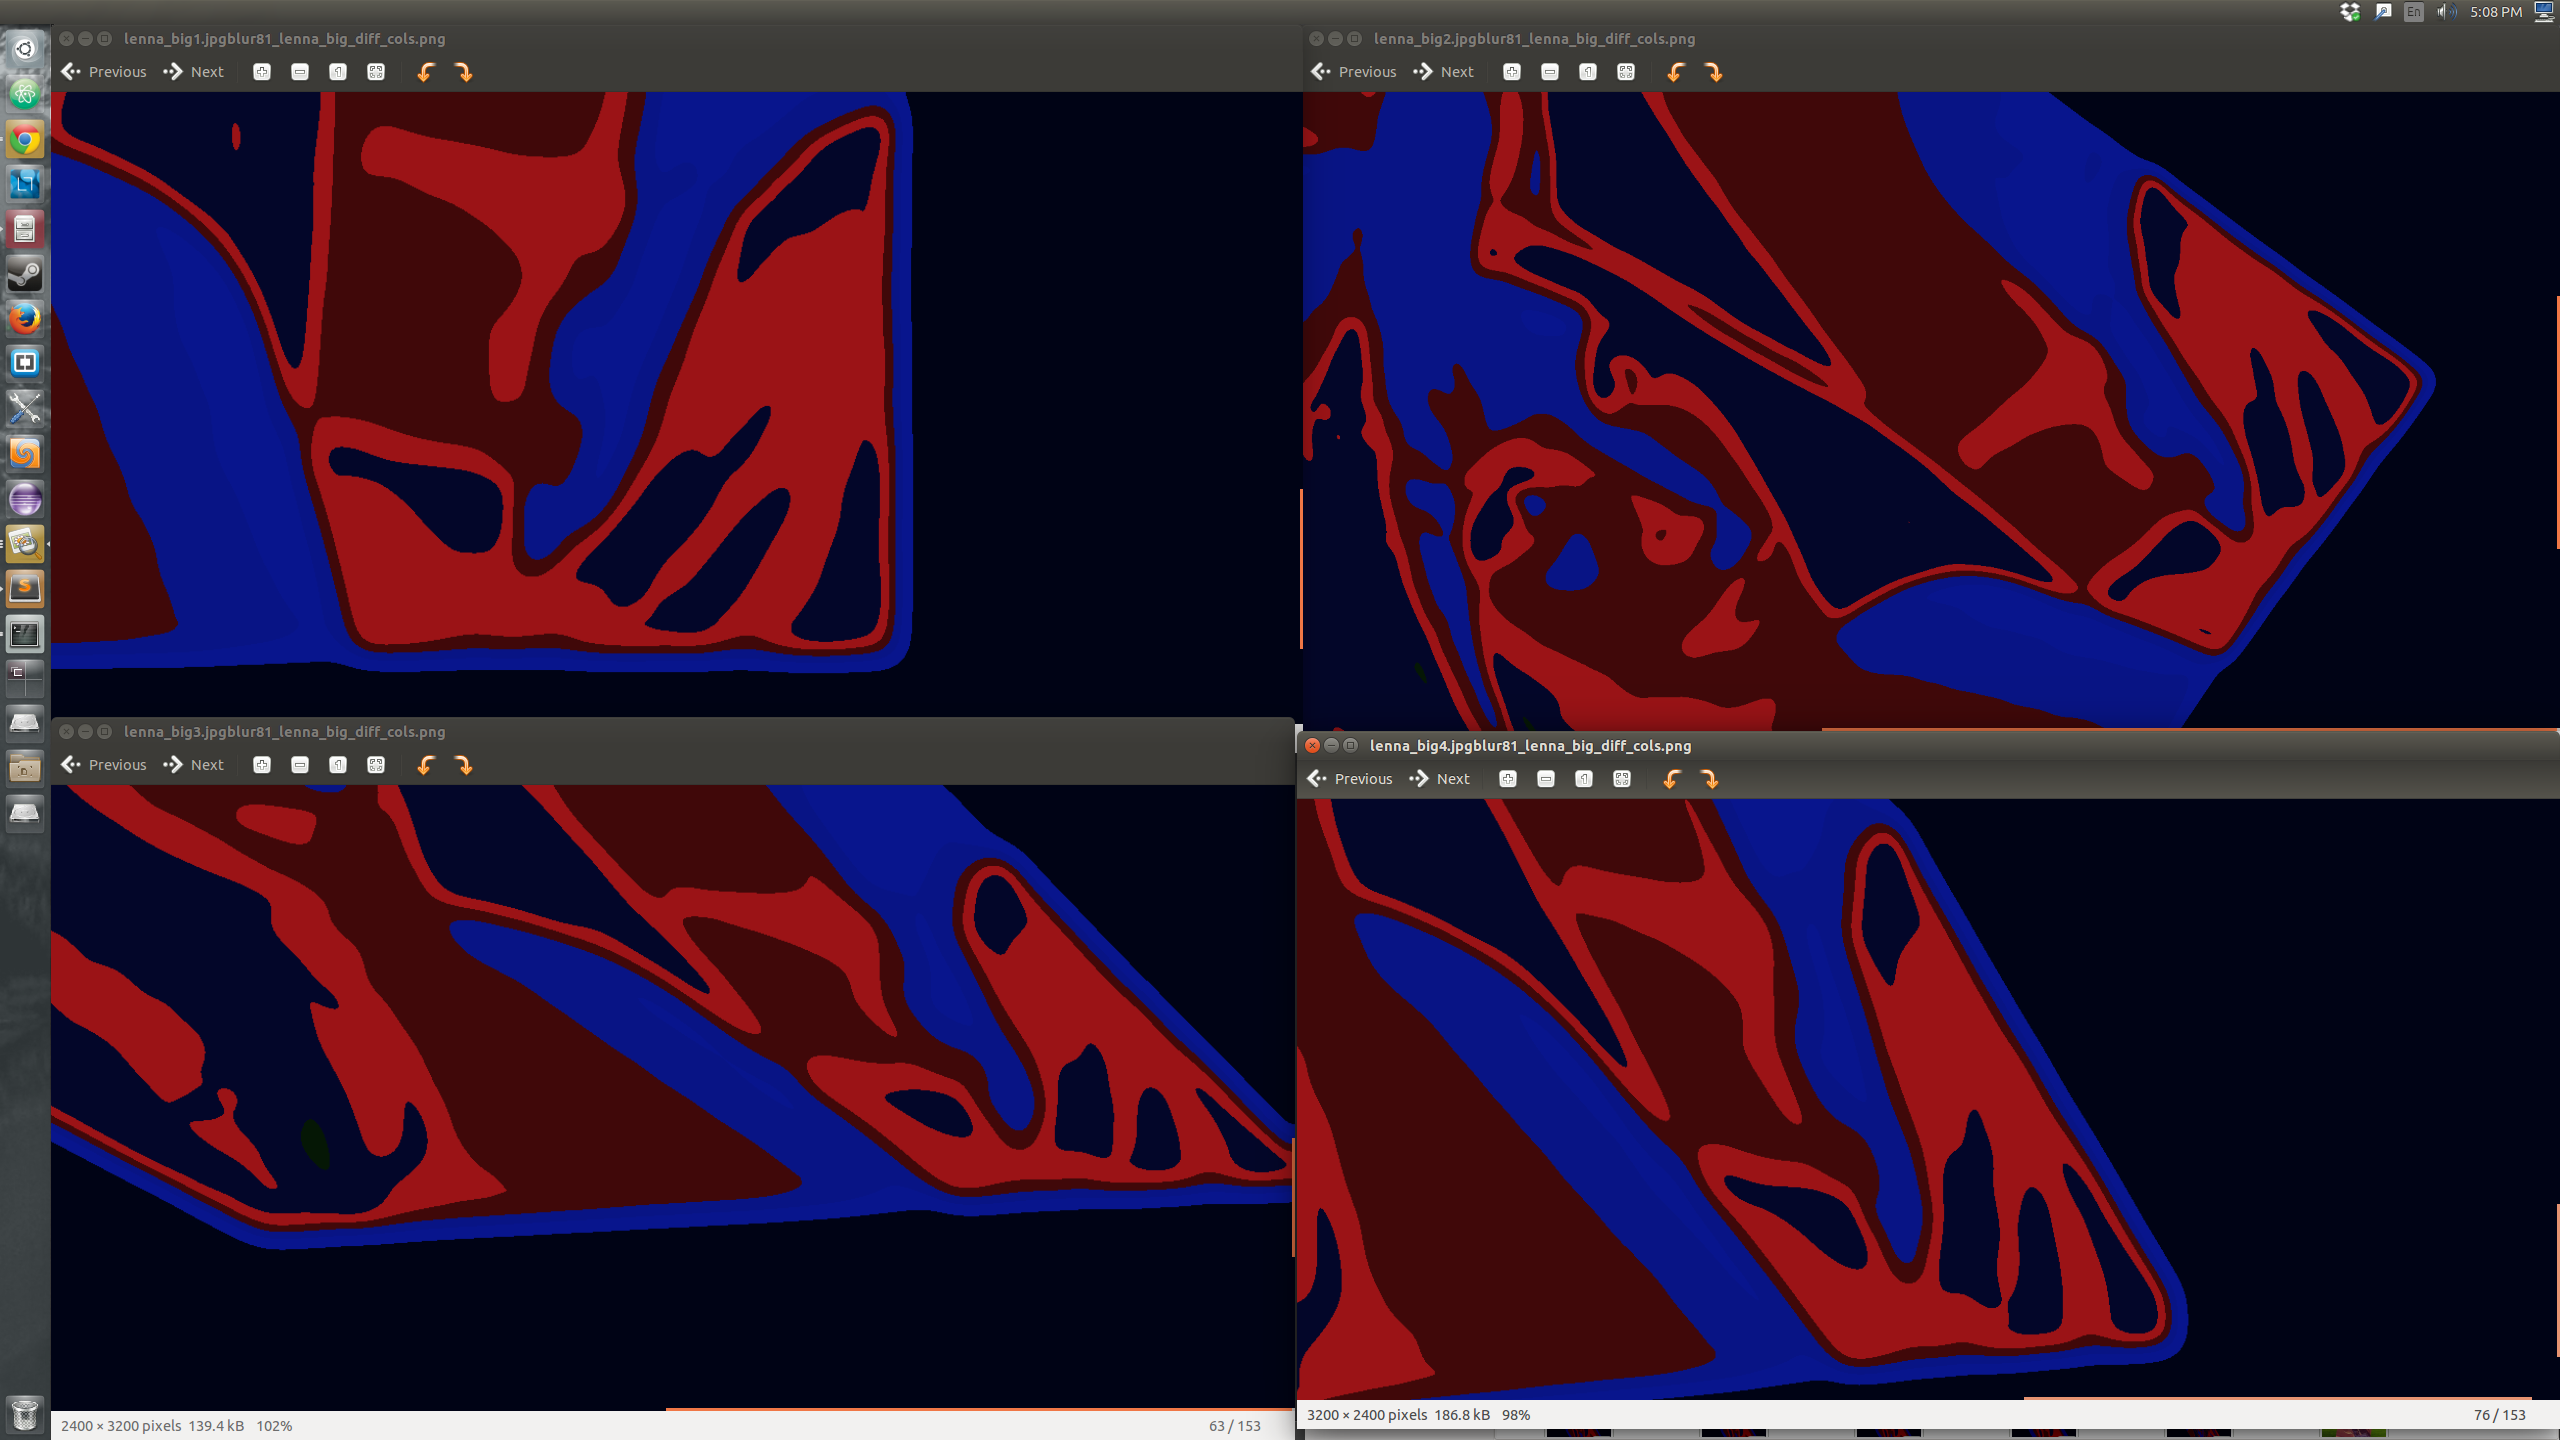 En 5:08 PM
lenna_big1.jpgblur81_lenna_big_diff_cols.png
Previous Next
lenna_big2.jpgblur81_lenna_big_diff_cols.png
Previous Next
lenna_big3.jpgblur81_lenna_big_diff_cols.png
Previous Next
2400 × 3200 pixels 139.4 kB 102% 63 / 153
lenna_big4.jpgblur81_lenna_big_diff_cols.png
Previous Next
3200 × 2400 pixels 186.8 kB 98% 76 / 153